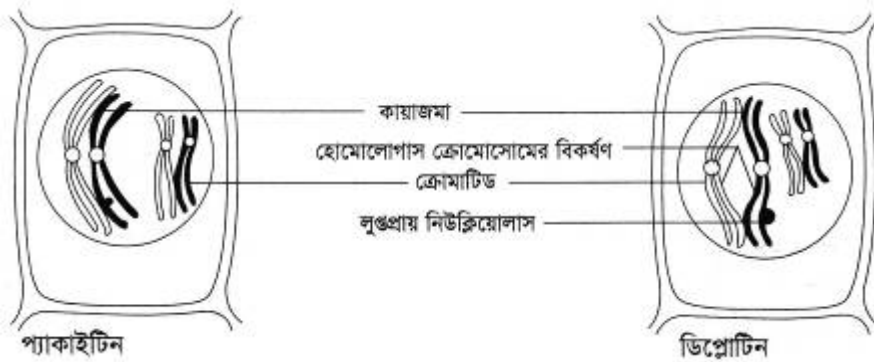 কায়াজমা
হোমোলোগাস ক্রোমোসোমের বিকর্ষণ
ক্রোমাটিড
লুপ্তপ্রায় নিউক্লিয়োলাস
প্যাকাইটিন
ডিপ্লোটিন